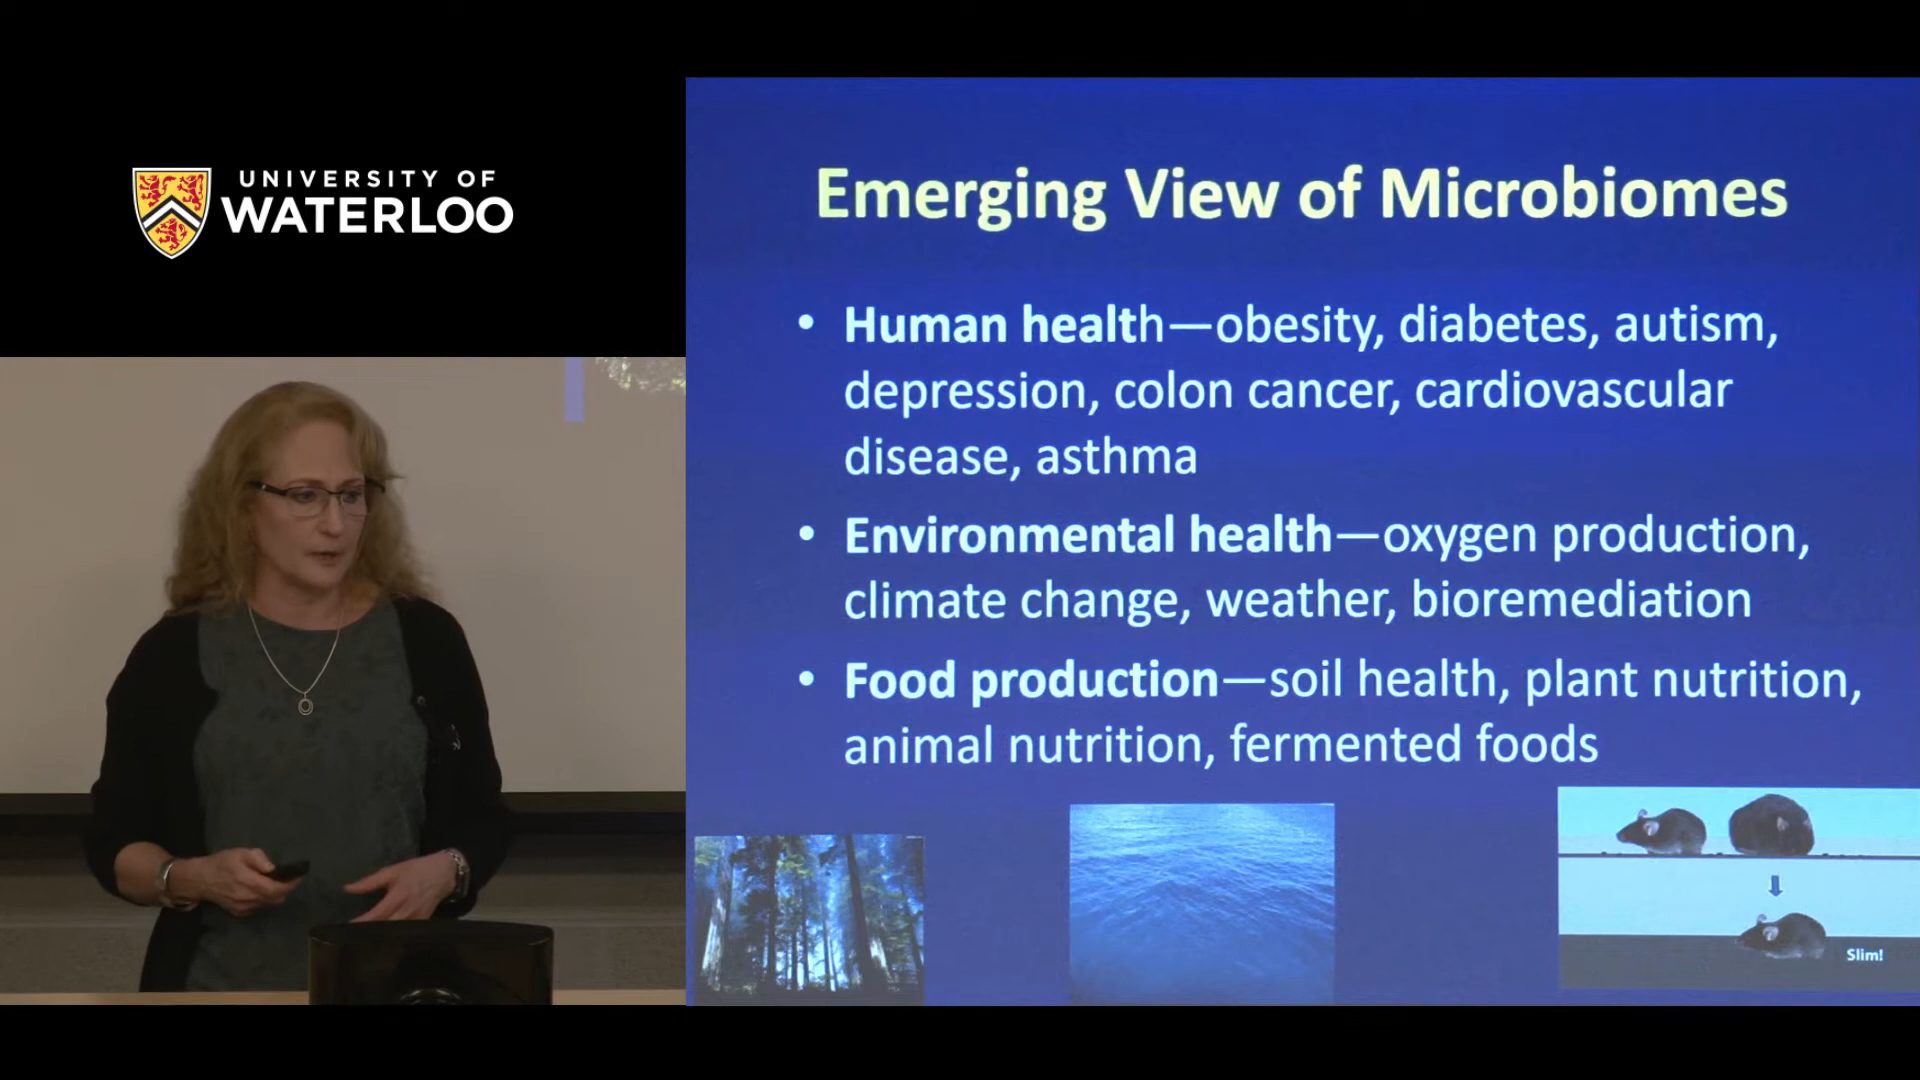 UNIVERSITY OF
WATERLOO
Emerging View of Microbiomes
• Human health—obesity, diabetes, autism,
depression, colon cancer, cardiovascular
disease, asthma
• Environmental health—oxygen production,
climate change, weather, bioremediation
• Food production—soil health, plant nutrition,
animal nutrition, fermented foods
Slim!